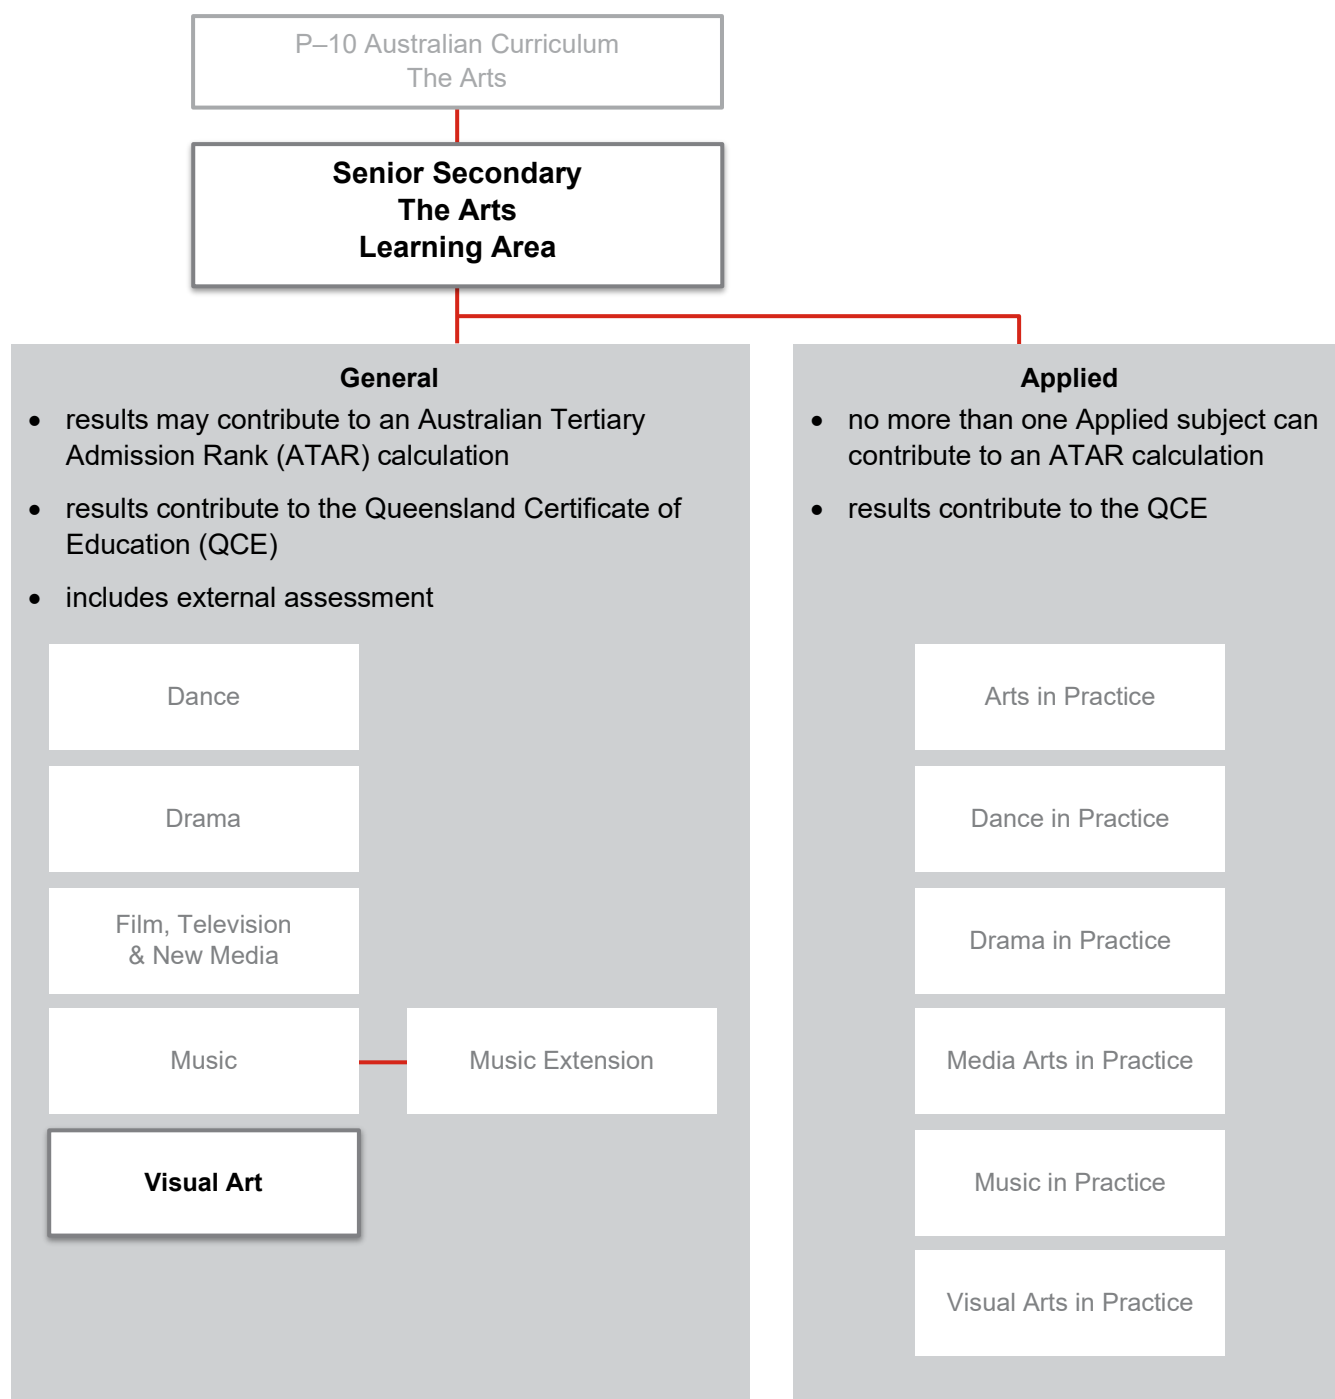 P–10 Australian Curriculum
The Arts
Senior Secondary
The Arts
Learning Area
General
• results may contribute to an Australian Tertiary
Admission Rank (ATAR) calculation
• results contribute to the Queensland Certificate of
Education (QCE)
• includes external assessment
Dance
Drama
Film, Television
& New Media
Music
Music Extension
Visual Art
Applied
• no more than one Applied subject can
contribute to an ATAR calculation
• results contribute to the QCE
Arts in Practice
Dance in Practice
Drama in Practice
Media Arts in Practice
Music in Practice
Visual Arts in Practice